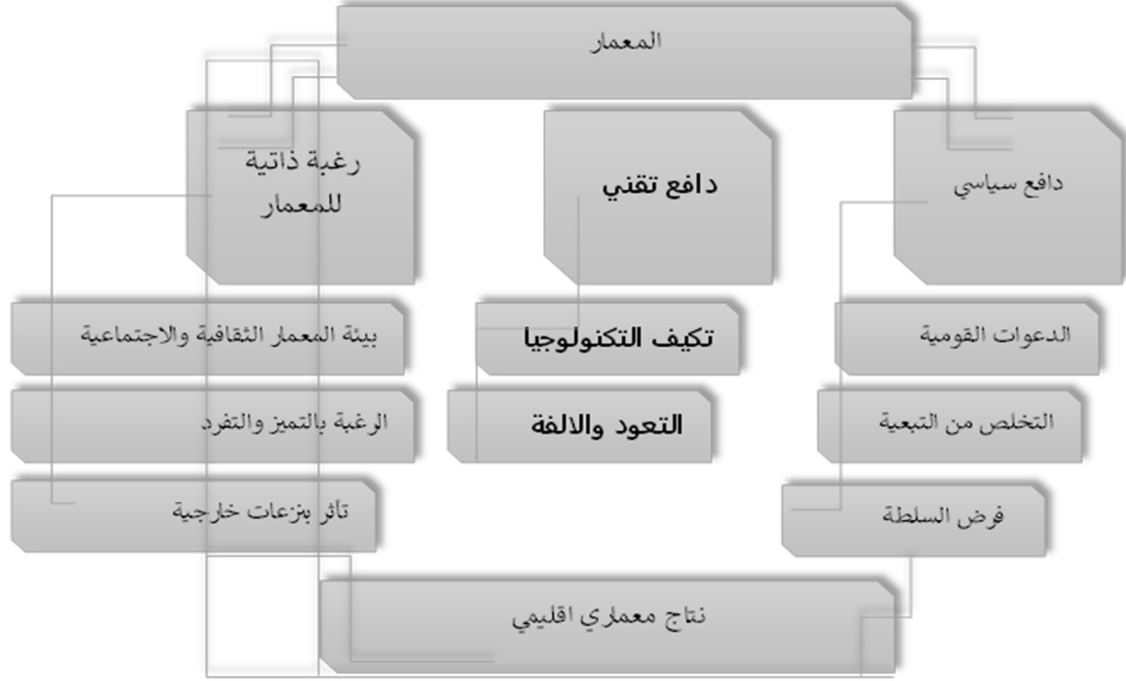 المعمار
دافع سياسي
دافع تقني
رغبة ذاتية
للمعمار
الدعوات القومية
تكيف التكنولوجيا
بيئة المعمار الثقافية والاجتماعية
التخلص من التبعية
التعود والالفة
الرغبة بالتميز والتفرد
فرض السلطة
تأثر بنزعات خارجية
نتاج معماري اقليمي